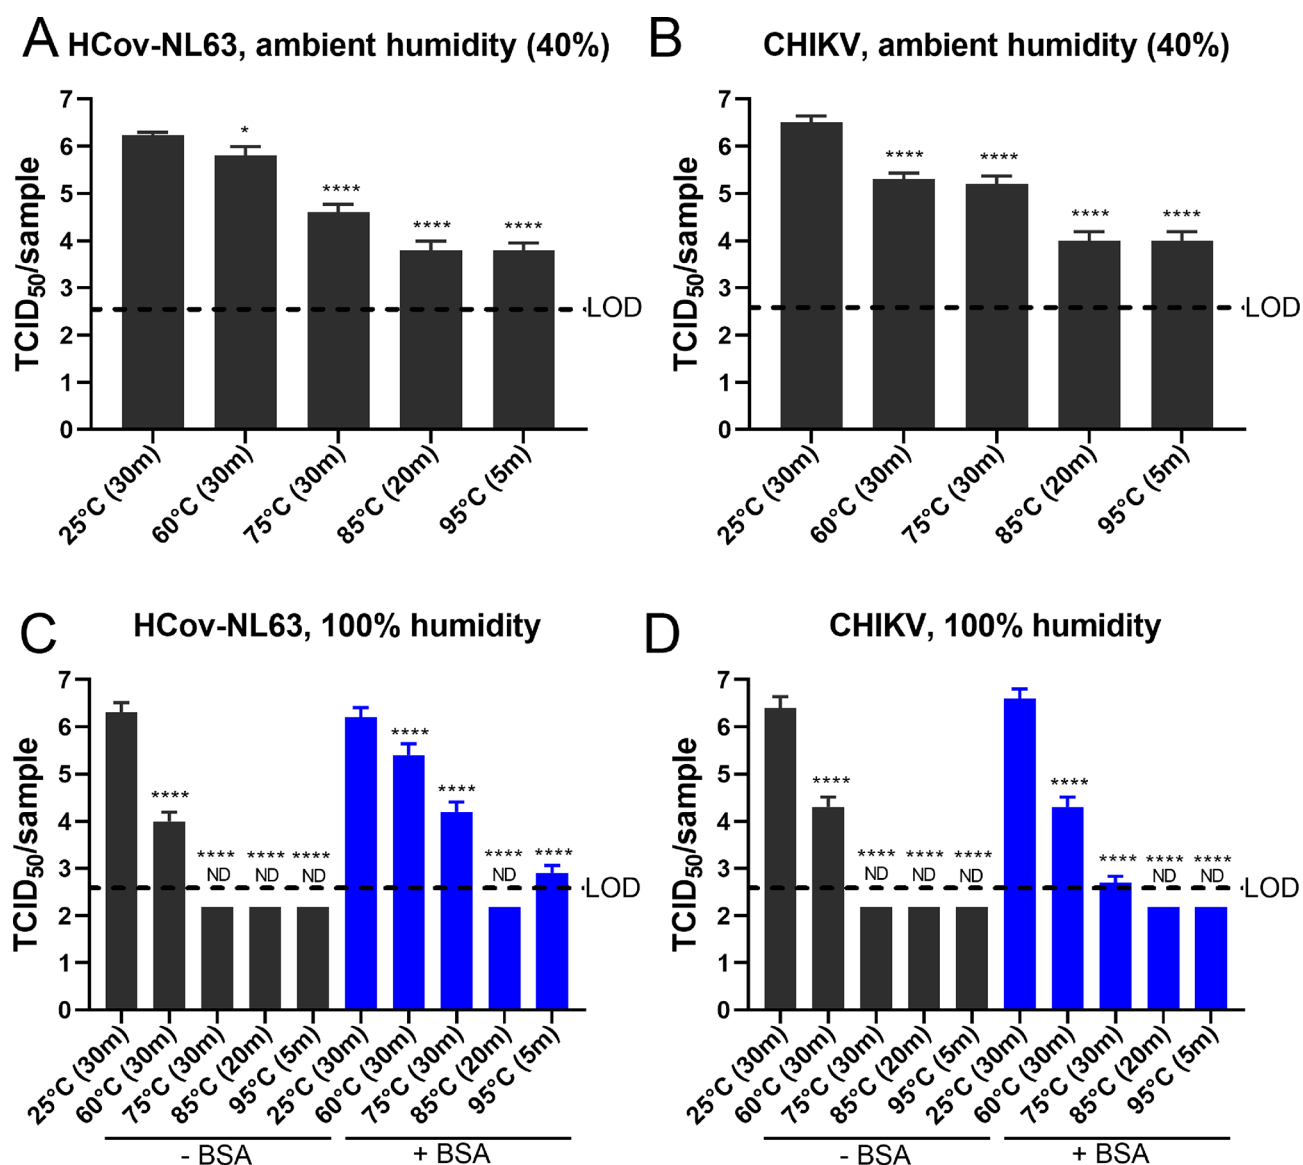 A HCov-NL63, ambient humidity (40%)
TCID50/sample
7
6
5
4
3
2
1
0
*
****
****
****
LOD
25°C (30m)
60°C (30m)
75°C (30m)
85°C (20m)
95°C (5m)
B CHIKV, ambient humidity (40%)
TCID50/sample
7
6
5
4
3
2
1
0
****
****
****
****
LOD
25°C (30m)
60°C (30m)
75°C (30m)
85°C (20m)
95°C (5m)
C HCov-NL63, 100% humidity
TCID50/sample
7
6
5
4
3
2
1
0
****
**** **** ****
ND ND ND
****
****
**** ****
ND
LOD
25°C (30m)
60°C (30m)
75°C (30m)
85°C (20m)
95°C (5m)
25°C (30m)
60°C (30m)
75°C (30m)
85°C (20m)
95°C (5m)
- BSA
+ BSA
D CHIKV, 100% humidity
TCID50/sample
7
6
5
4
3
2
1
0
****
**** **** ****
ND ND ND
****
**** **** ****
ND ND
LOD
25°C (30m)
60°C (30m)
75°C (30m)
85°C (20m)
95°C (5m)
25°C (30m)
60°C (30m)
75°C (30m)
85°C (20m)
95°C (5m)
- BSA
+ BSA